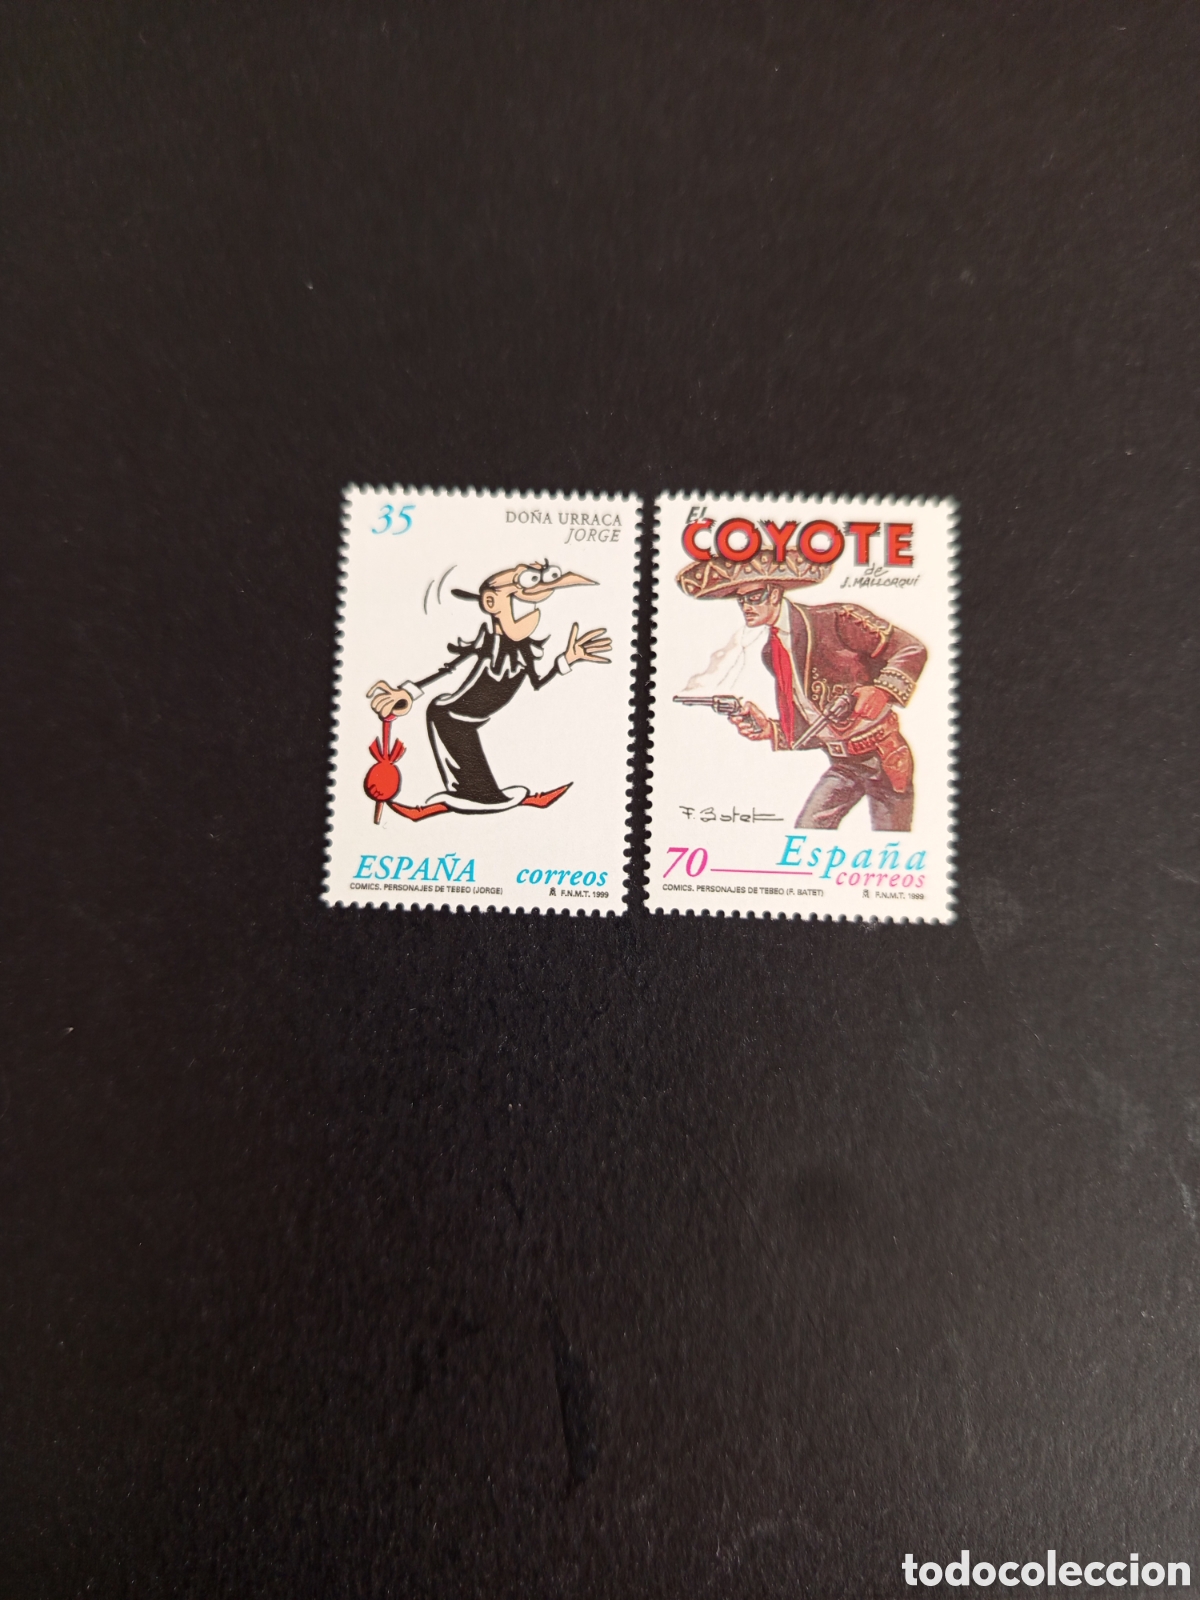 35
DOÑA URRACA
JORGE
ESPAÑA correos
COMICS. PERSONAJES DE TEBEO (JORGE) F.N.M.T. 1999
EL
COYOTE
de
J. MALLORQUÍ
F. Batet
70 España
correos
COMICS. PERSONAJES DE TEBEO (F. BATET) F.N.M.T. 1999
todocoleccion